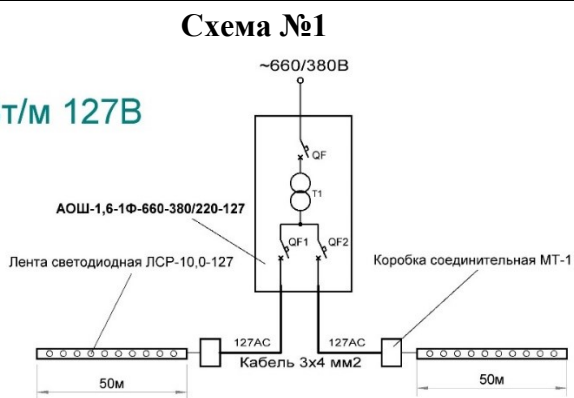 Схема №1
~660/380В
т/м 127В
QF
T1
АОШ-1,6-1Ф-660-380/220-127
QF1
QF2
Лента светодиодная ЛСР-10,0-127
Коробка соединительная МТ-1
127АС
127АС
Кабель 3х4 мм2
50м
50м